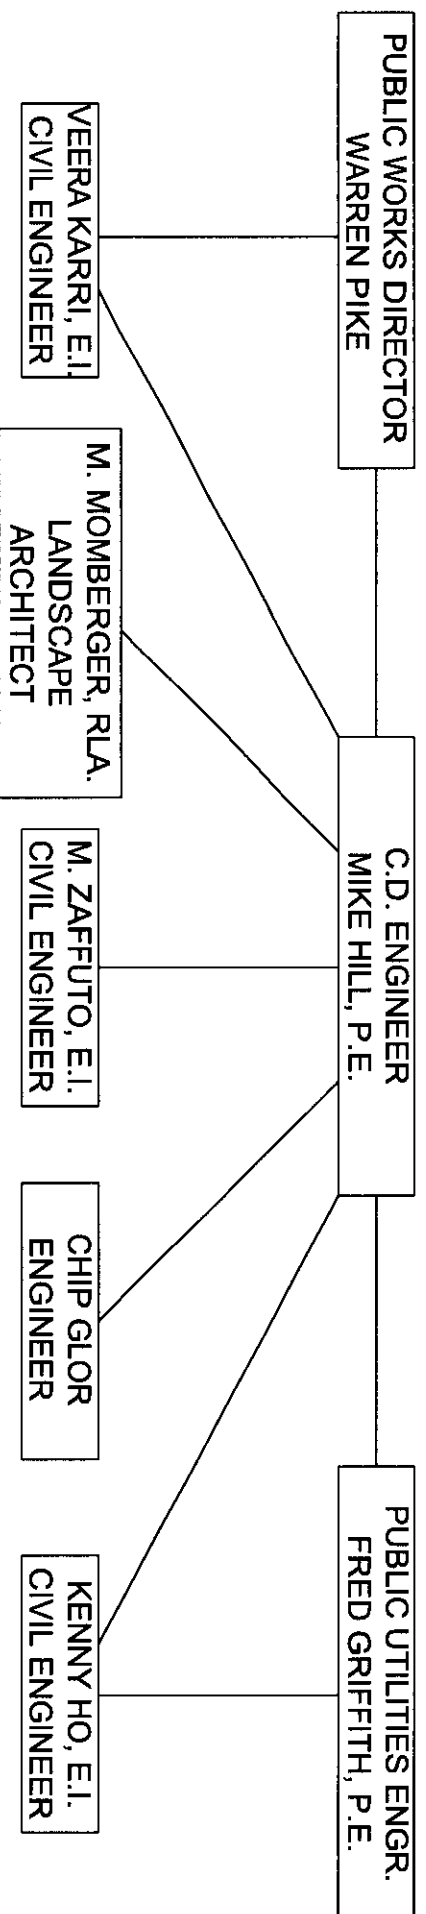 PUBLIC WORKS DIRECTOR
WARREN PIKE
C.D. ENGINEER
MIKE HILL, P.E.
PUBLIC UTILITIES ENGR.
FRED GRIFFITH, P.E.
VEERA KARRI, E.I.
CIVIL ENGINEER
M. MOMBERGER, RLA.
LANDSCAPE
ARCHITECT
M. ZAFFUTO, E.I.
CIVIL ENGINEER
CHIP GLOR
ENGINEER
KENNY HO, E.I.
CIVIL ENGINEER